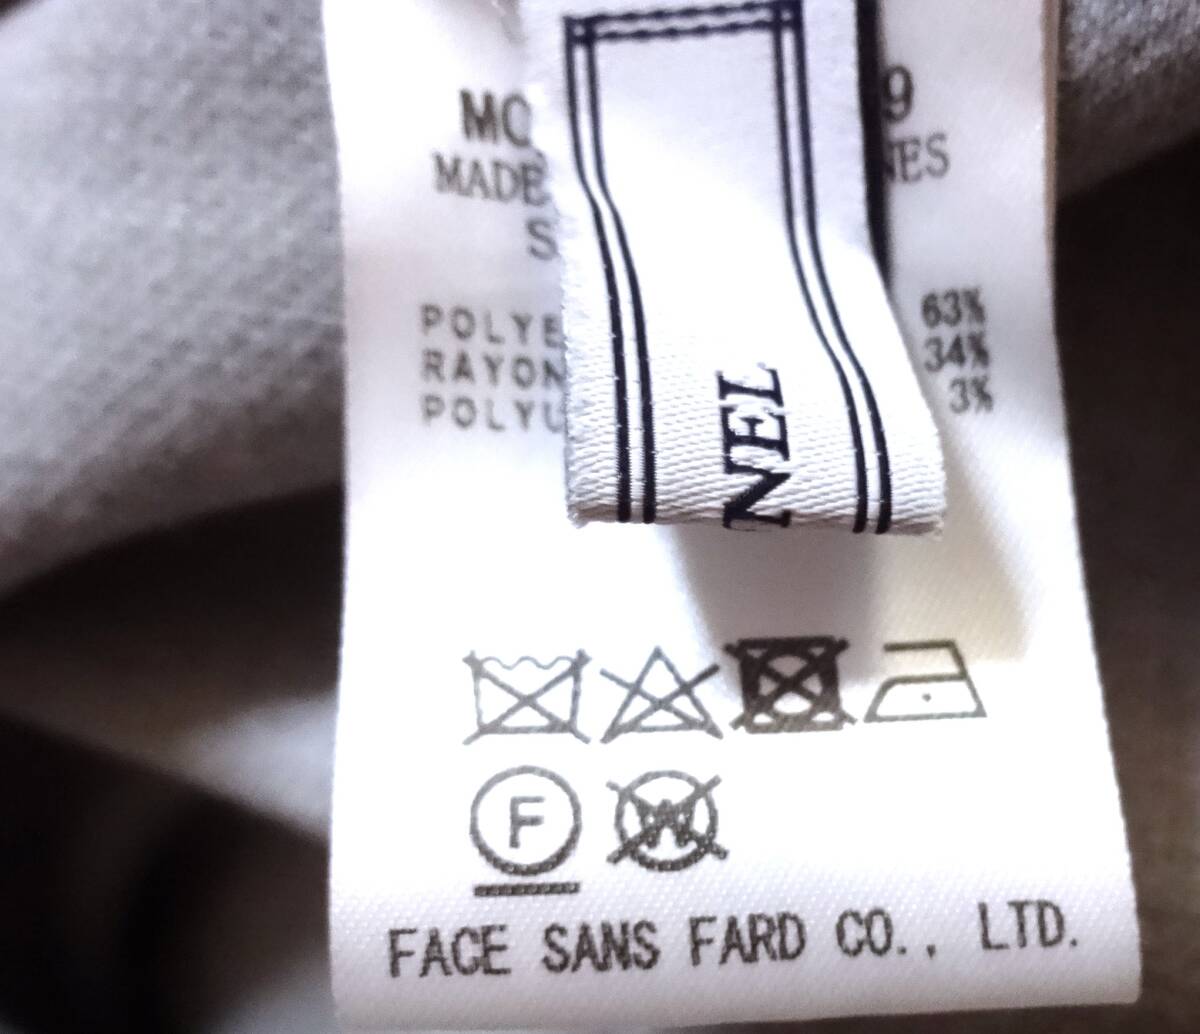 MO 9
MADE NES
S
POLYE 63%
RAYON 34%
POLYU 3%
NEL
F W
FACE SANS FARD CO., LTD.